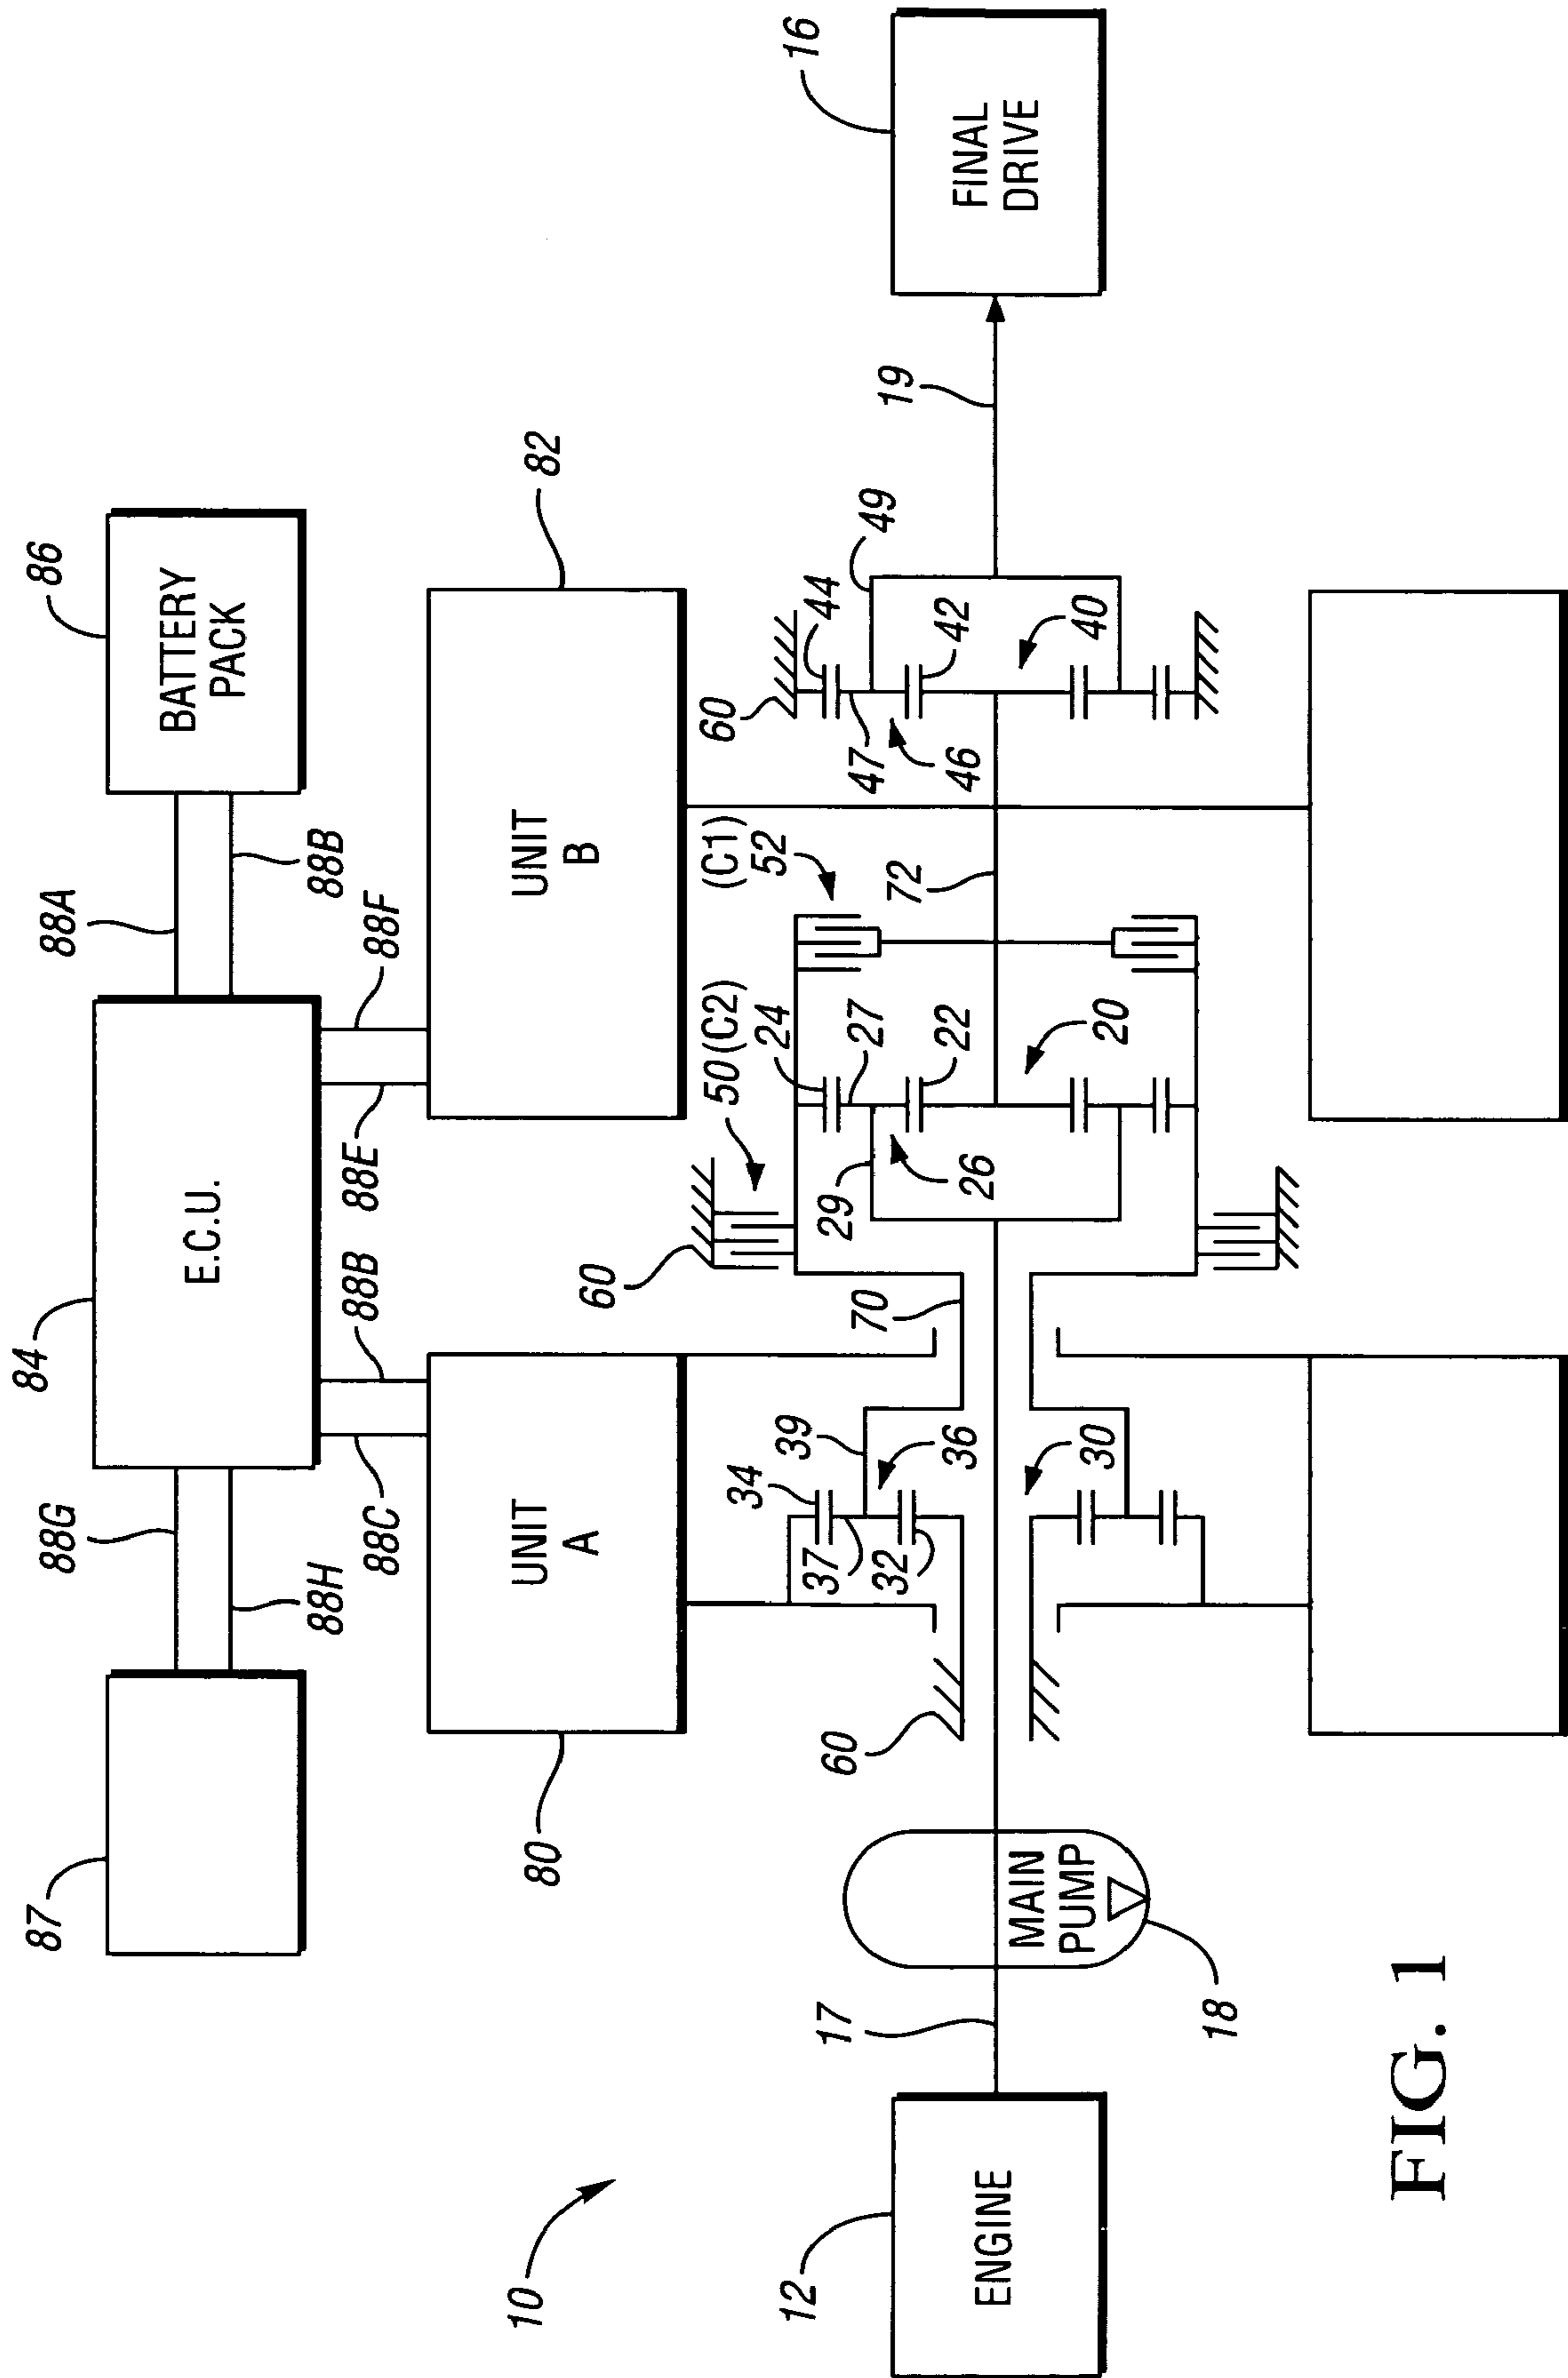 87
88G
88H
84
E.C.U.
88A
88B
86
BATTERY
PACK
88C
88B
88E
88F
80
UNIT
A
UNIT
B
82
10
12
ENGINE
17
MAIN
PUMP
18
60
34
37
32
39
36
30
70
60
50(C2)
24
27
22
29
26
20
(C1)
52
72
60
47
46
44
42
40
49
19
16
FINAL
DRIVE
FIG. 1